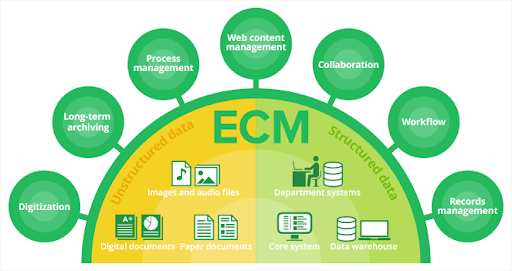 Web content
management
Process
management
Collaboration
Long-term
archiving
Workflow
Digitization
Records
management
ECM
Unstructured data
Structured data
Images and audio files
Department systems
A+
Digital documents
Paper documents
Core system
Data warehouse